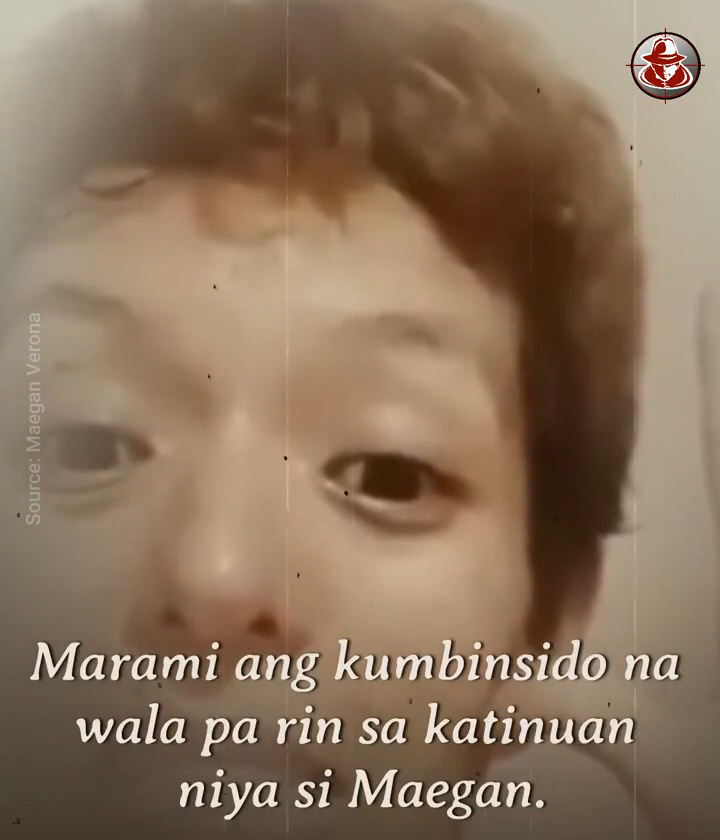 Source: Maegan Verona
Marami ang kumbinsido na
wala pa rin sa katinuan
niya si Maegan.